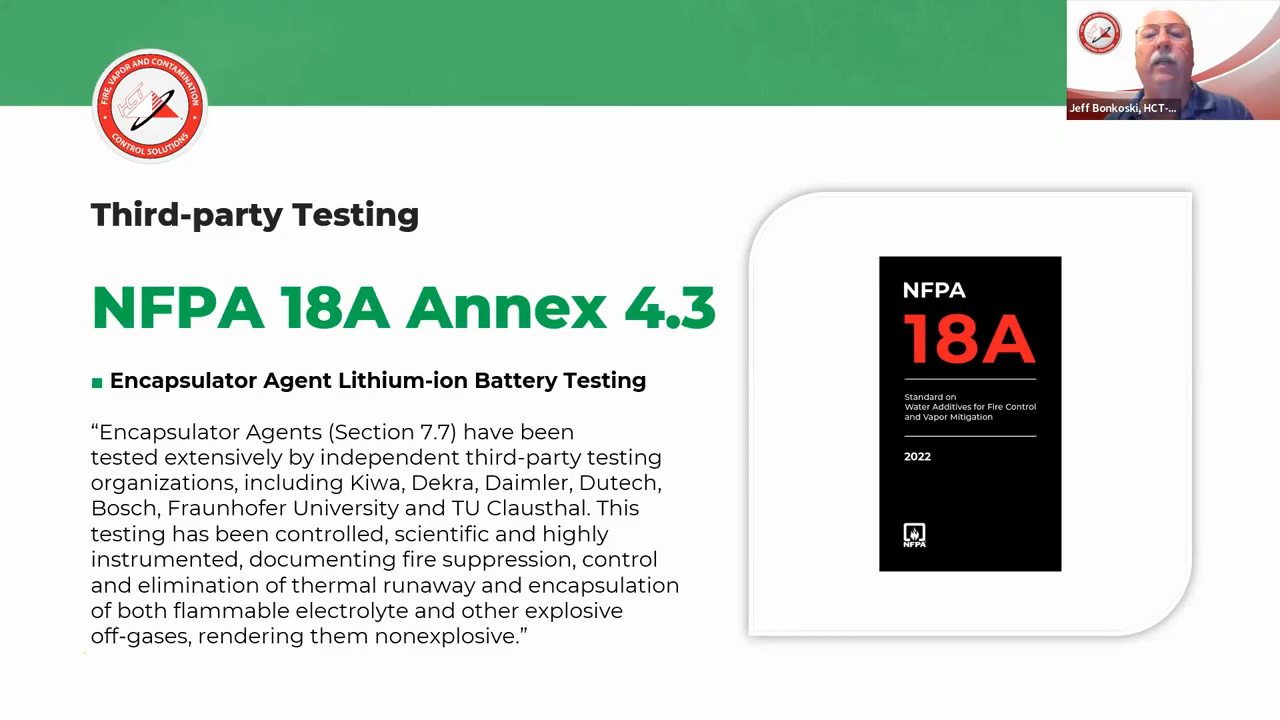 FIRE, VAPOR AND CONTAMINATION
HCT
CONTROL SOLUTIONS
Jeff Bonkoski, HCT-...
Third-party Testing
NFPA 18A Annex 4.3
Encapsulator Agent Lithium-ion Battery Testing
“Encapsulator Agents (Section 7.7) have been
tested extensively by independent third-party testing
organizations, including Kiwa, Dekra, Daimler, Dutech,
Bosch, Fraunhofer University and TU Clausthal. This
testing has been controlled, scientific and highly
instrumented, documenting fire suppression, control
and elimination of thermal runaway and encapsulation
of both flammable electrolyte and other explosive
off-gases, rendering them nonexplosive.”
NFPA
18A
Standard on
Water Additives for Fire Control
and Vapor Mitigation
2022
NFPA